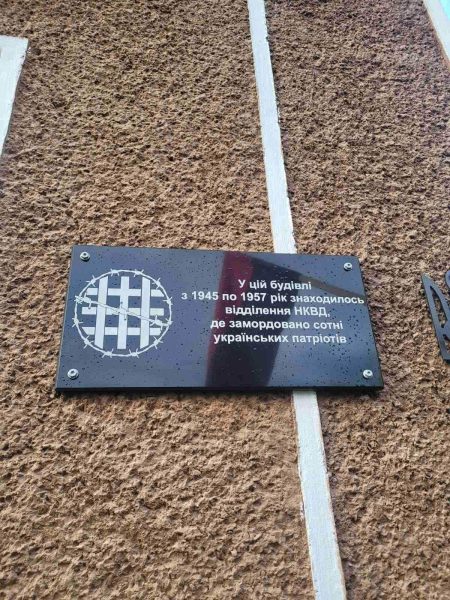 У цій будівлі
з 1945 по 1957 рік знаходилось
відділення НКВД,
де замордовано сотні
українських патріотів